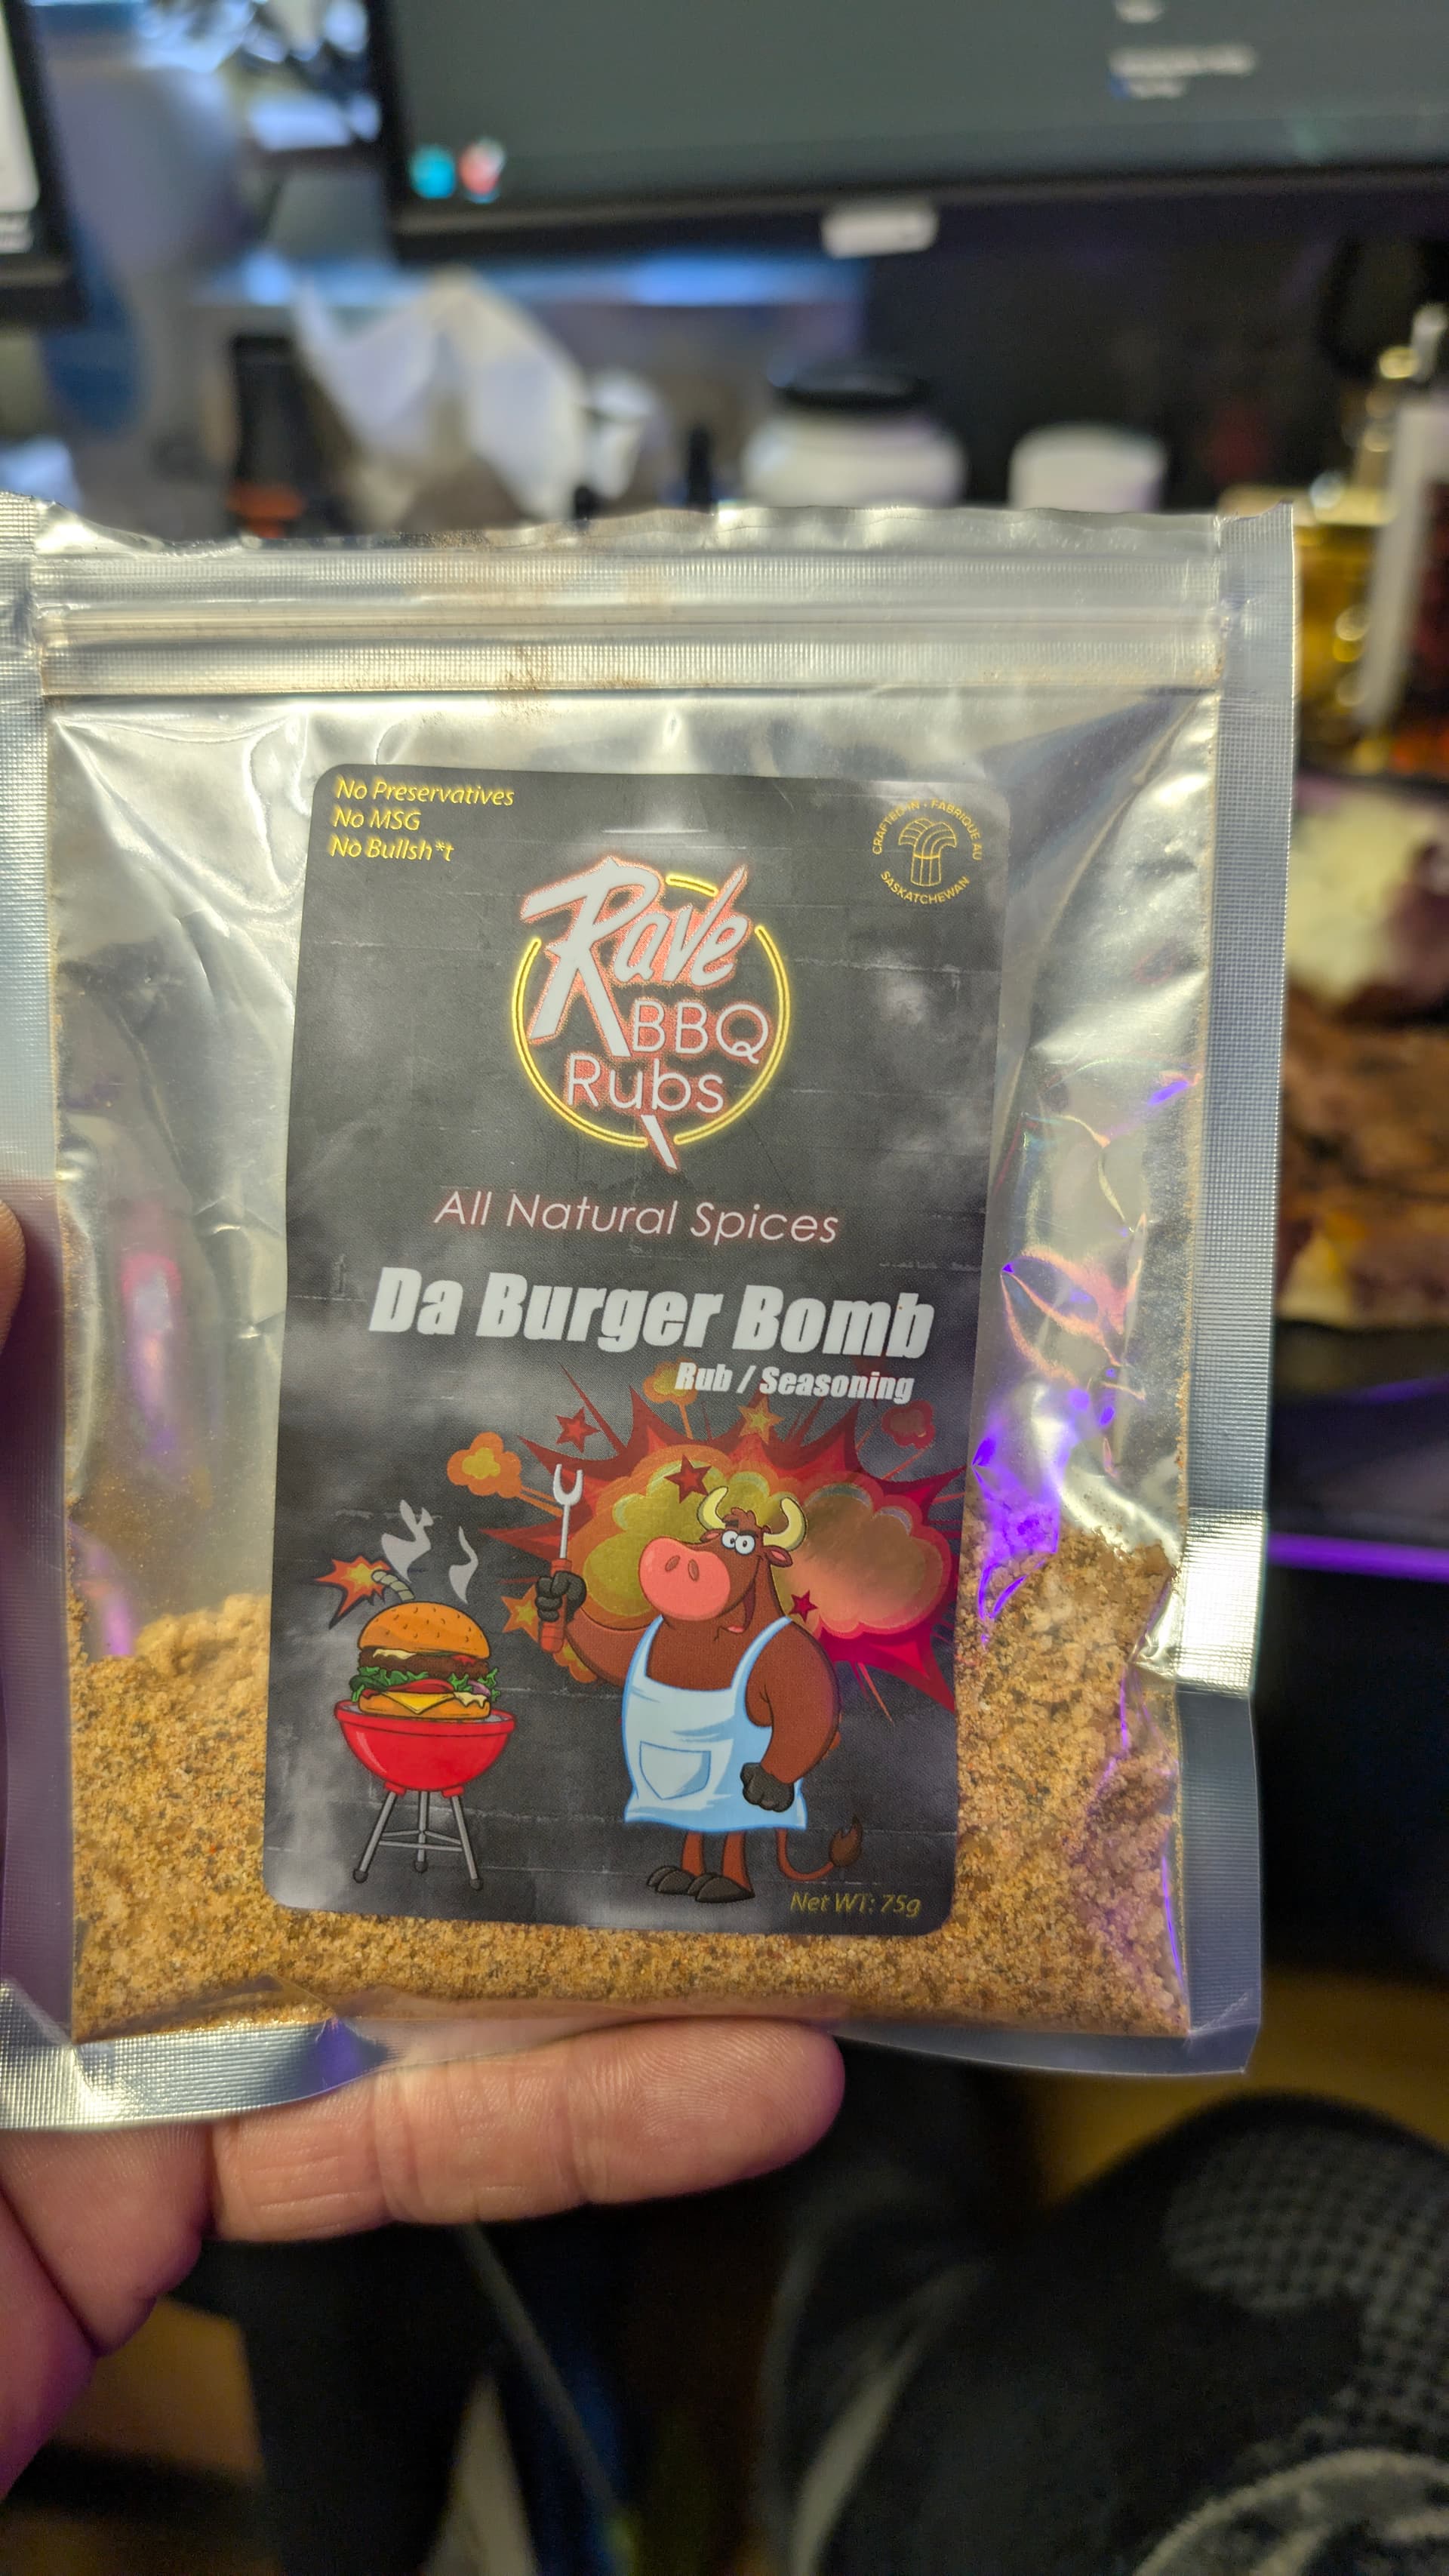 No Preservatives
No MSG
No Bullsh*t
CRAFTED IN • FABRIQUE AU
SASKATCHEWAN
Rave
BBQ
Rubs
All Natural Spices
Da Burger Bomb
Rub / Seasoning
Net WT: 75g